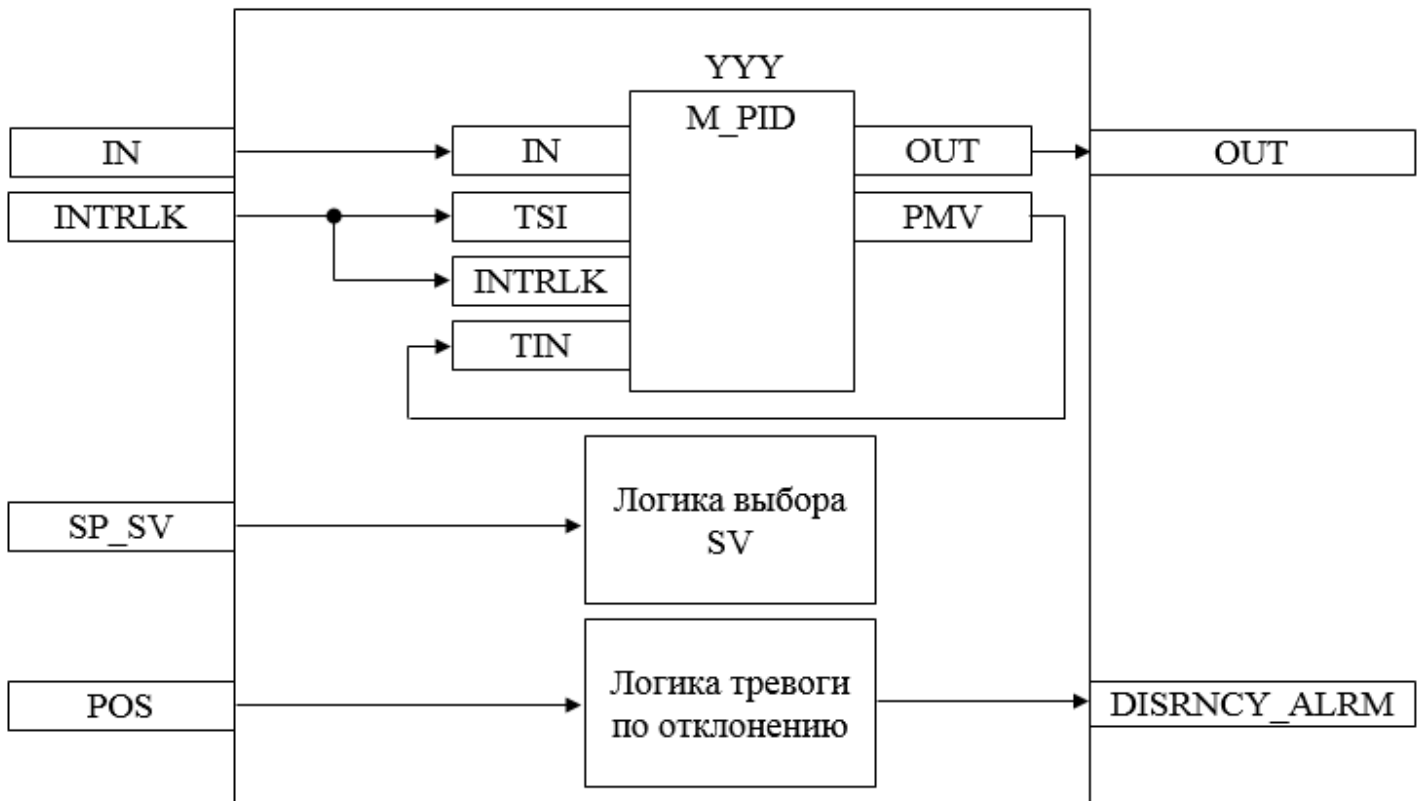 YYY
M_PID
IN
IN
OUT
OUT
INTRLK
TSI
PMV
INTRLK
TIN
SP_SV
Логика выбора
SV
POS
Логика тревоги
по отклонению
DISRNCY_ALRM